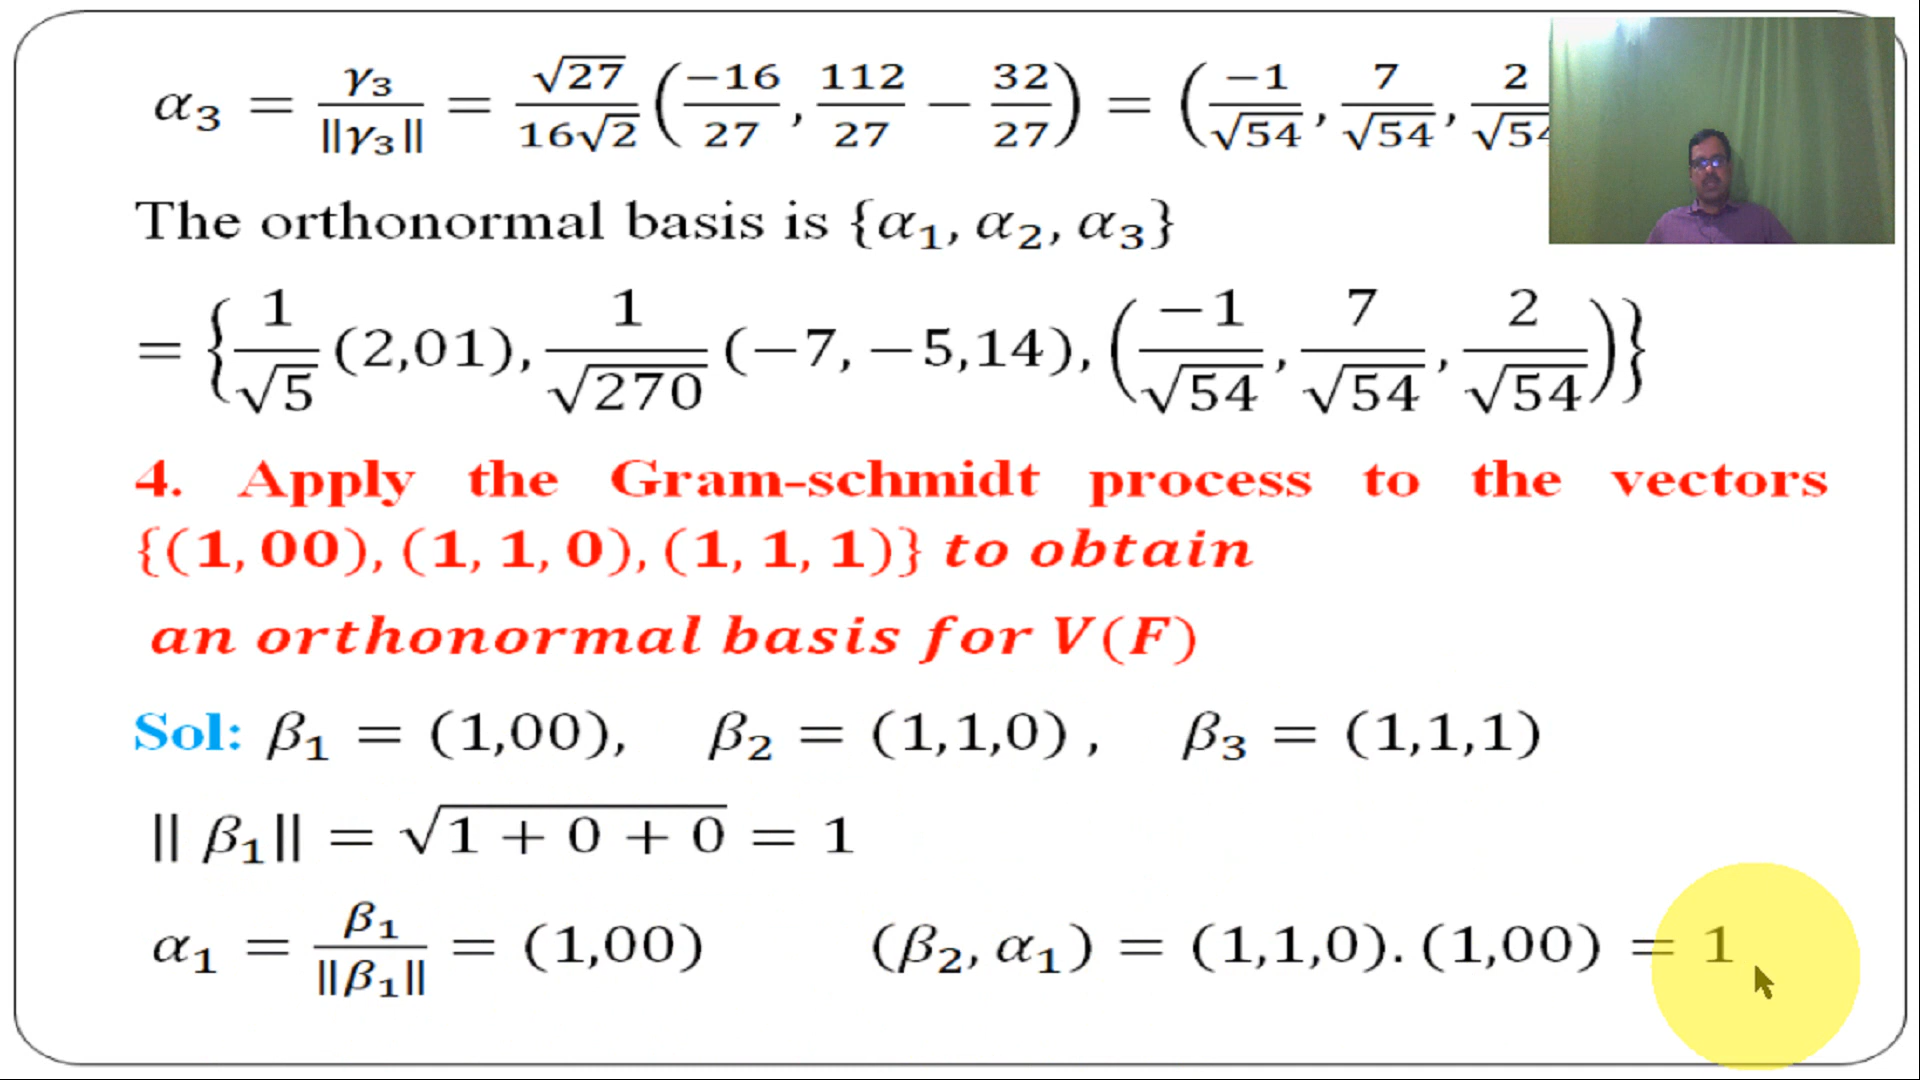 α₃ = γ₃/||γ₃|| = √27/16√2 (−16/27, 112/27 − 32/27) = (−1/√54, 7/√54, 2/√54
The orthonormal basis is {α₁, α₂, α₃}
= {1/√5 (2,01), 1/√270 (−7, −5,14), (−1/√54, 7/√54, 2/√54)}
4. Apply the Gram-schmidt process to the vectors
{(1, 00), (1, 1, 0), (1, 1, 1)} to obtain
an orthonormal basis for V(F)
Sol: β₁ = (1,00), β₂ = (1,1,0) , β₃ = (1,1,1)
|| β₁|| = √(1 + 0 + 0) = 1
α₁ = β₁/||β₁|| = (1,00) (β₂, α₁) = (1,1,0). (1,00) = 1